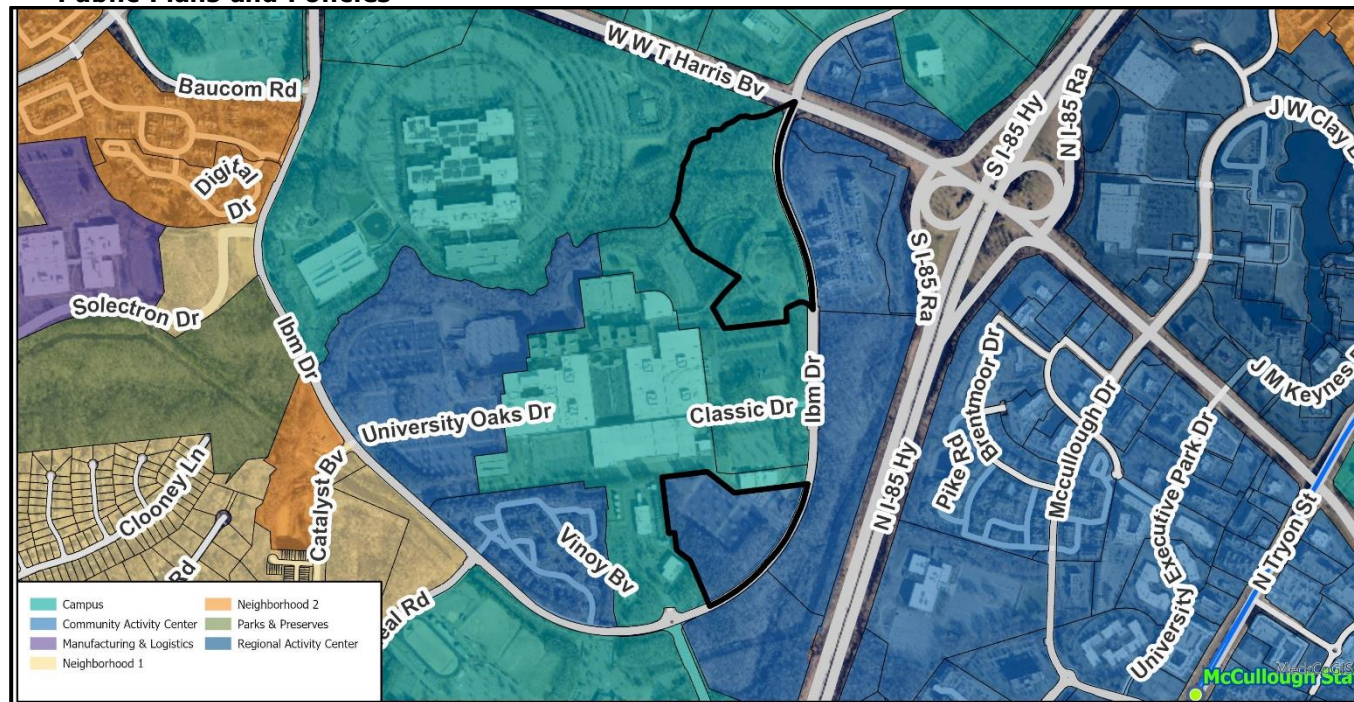 Public Plans and Policies
W W T Harris Bv
Baucom Rd
S I-85 Hy
N I-85 Ra
J W Clay
Digital Dr
S I-85 Ra
Solectron Dr
Ibm Dr
Brentmoor Dr
J M Keynes
University Oaks Dr
Classic Dr
Ibm Dr
Mccullough Dr
Pike Rd
N I-85 Hy
Clooney Ln
Catalyst Bv
University Executive Park Dr
N Tryon St
Vinoy Bv
Rd
eal Rd
Campus
Community Activity Center
Manufacturing & Logistics
Neighborhood 1
Neighborhood 2
Parks & Preserves
Regional Activity Center
McCullough Sta